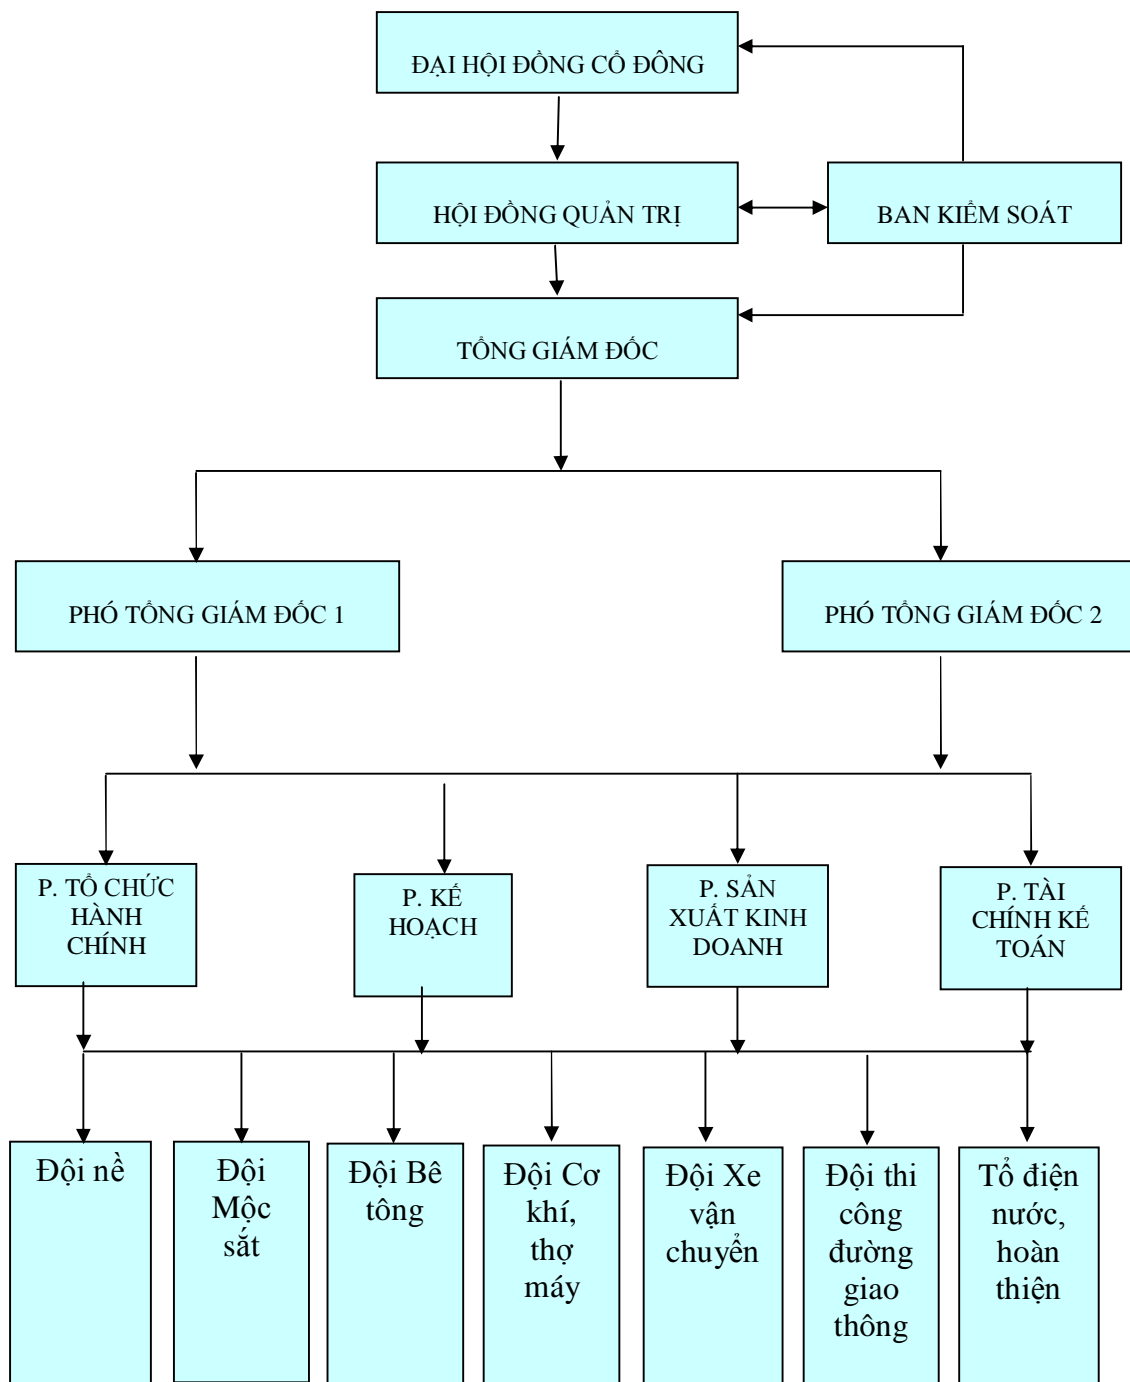 ĐẠI HỘI ĐỒNG CỔ ĐÔNG
HỘI ĐỒNG QUẢN TRỊ
BAN KIỂM SOÁT
TỔNG GIÁM ĐỐC
PHÓ TỔNG GIÁM ĐỐC 1
PHÓ TỔNG GIÁM ĐỐC 2
P. TỔ CHỨC
HÀNH
CHÍNH
P. KẾ
HOẠCH
P. SẢN
XUẤT KINH
DOANH
P. TÀI
CHÍNH KẾ
TOÁN
Đội nề
Đội
Mộc
sắt
Đội Bê
tông
Đội Cơ
khí,
thợ
máy
Đội Xe
vận
chuyển
Đội thi
công
đường
giao
thông
Tổ điện
nước,
hoàn
thiện